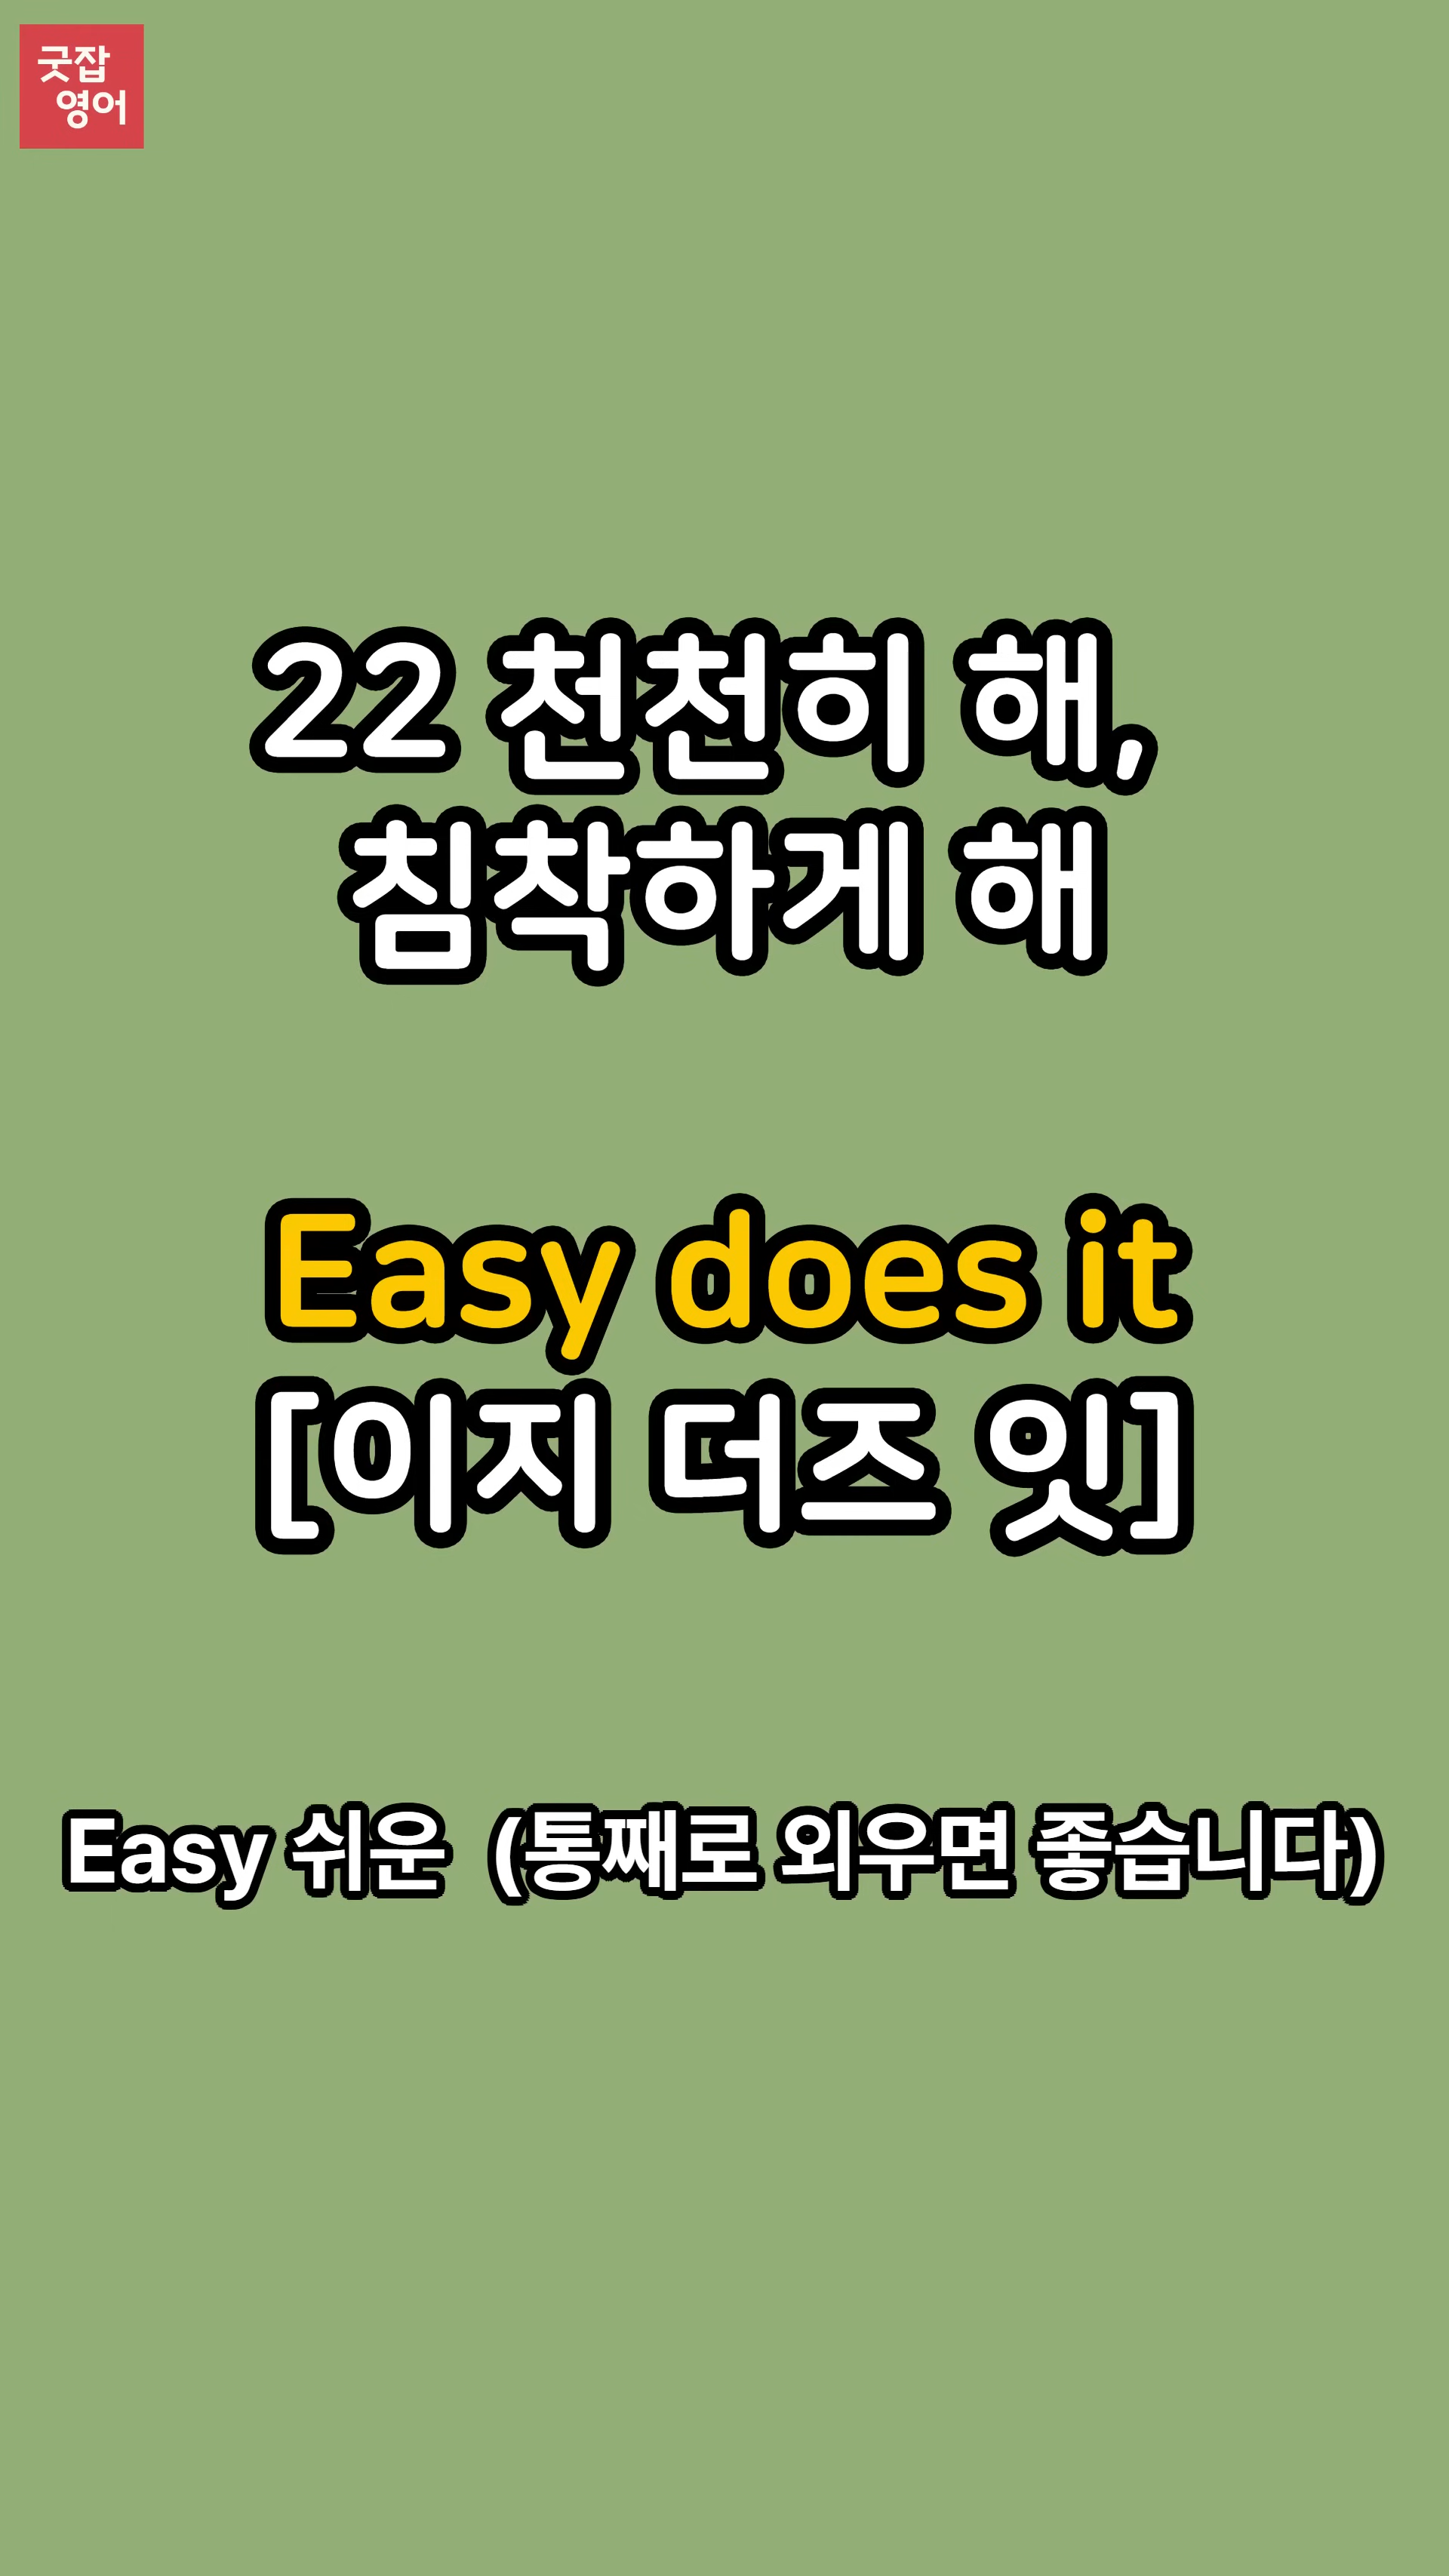 굿잡
영어
22 천천히 해,
침착하게 해
Easy does it
[이지 더즈 잇]
Easy 쉬운 (통째로 외우면 좋습니다)